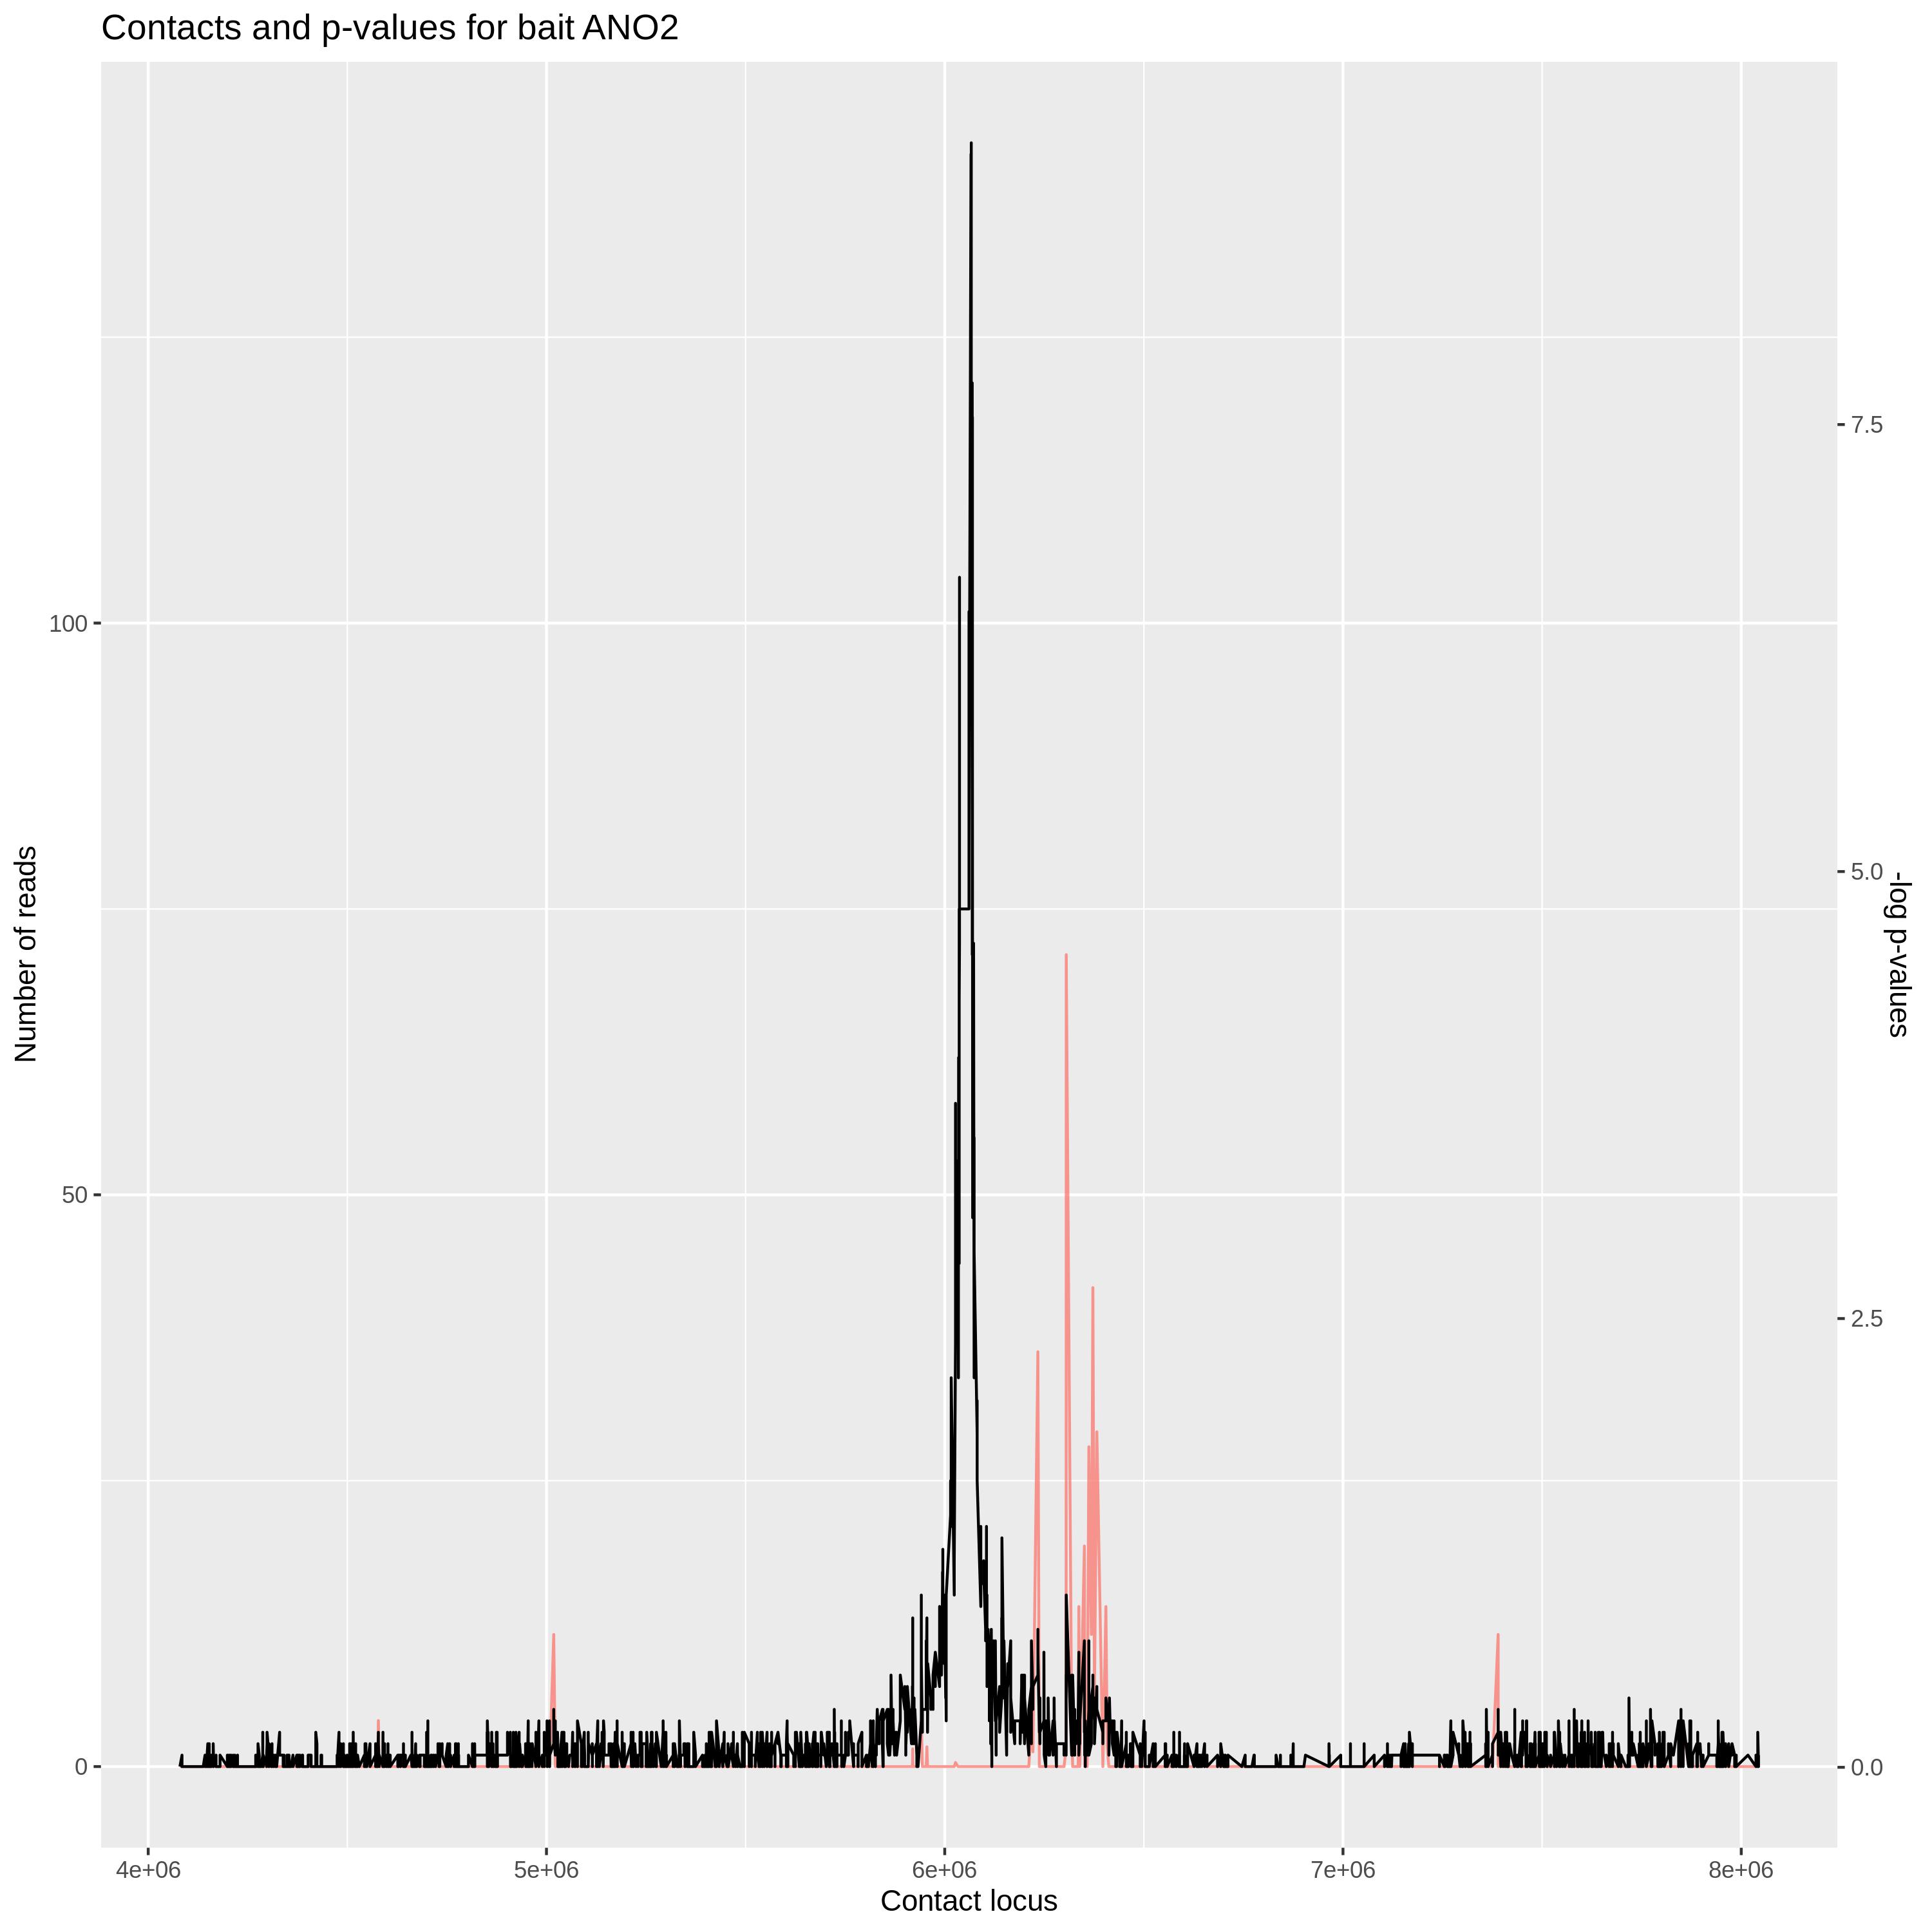 Contacts and p-values for bait ANO2
100
50
0
Number of reads
7.5
5.0
2.5
0.0
-log p-values
4e+06
5e+06
6e+06
7e+06
8e+06
Contact locus